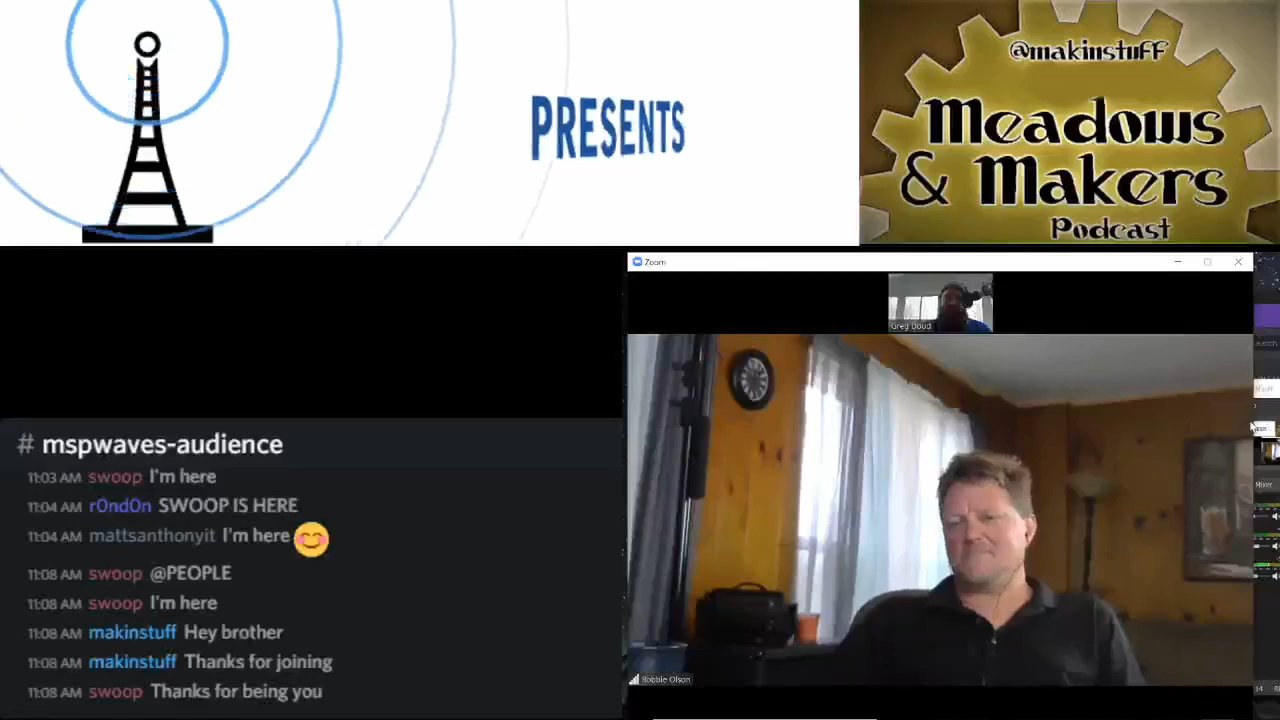 PRESENTS
@makinstuff
Meadows
& Makers
Podcast
Zoom
Greg Doud
# mspwaves-audience
11:03 AM swoop I'm here
11:04 AM r0nd0n SWOOP IS HERE
11:04 AM mattsanthonyit I'm here 😊
11:08 AM swoop @PEOPLE
11:08 AM swoop I'm here
11:08 AM makinstuff Hey brother
11:08 AM makinstuff Thanks for joining
11:08 AM swoop Thanks for being you
Robbie Olson
Mixer